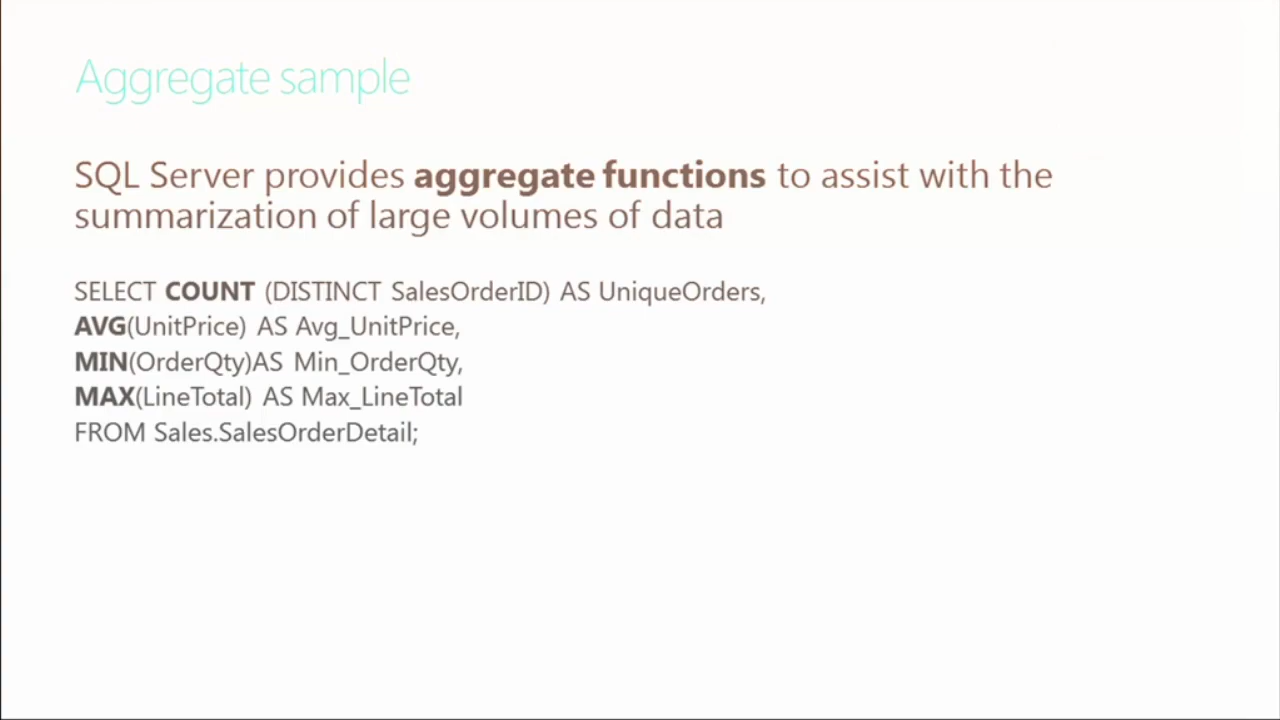 Aggregate sample
SQL Server provides aggregate functions to assist with the
summarization of large volumes of data
SELECT COUNT (DISTINCT SalesOrderID) AS UniqueOrders,
AVG(UnitPrice) AS Avg_UnitPrice,
MIN(OrderQty)AS Min_OrderQty,
MAX(LineTotal) AS Max_LineTotal
FROM Sales.SalesOrderDetail;